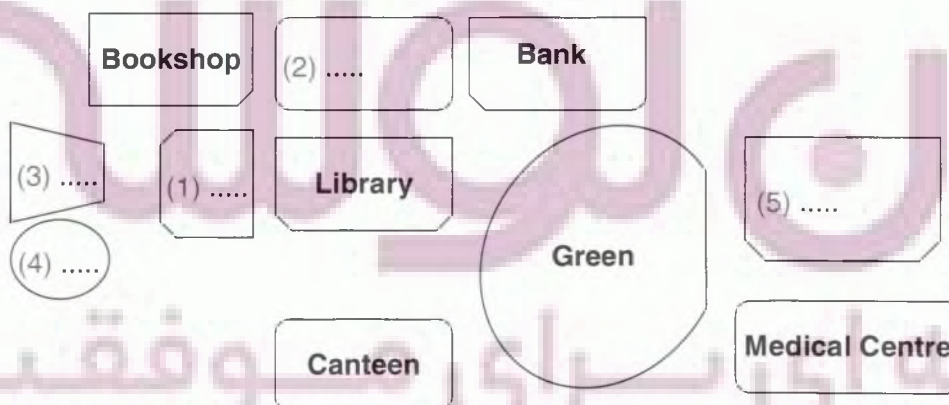 Bookshop
(2) .....
Bank
(3) .....
(1) .....
Library
(5) .....
Green
(4) .....
Canteen
Medical Centre